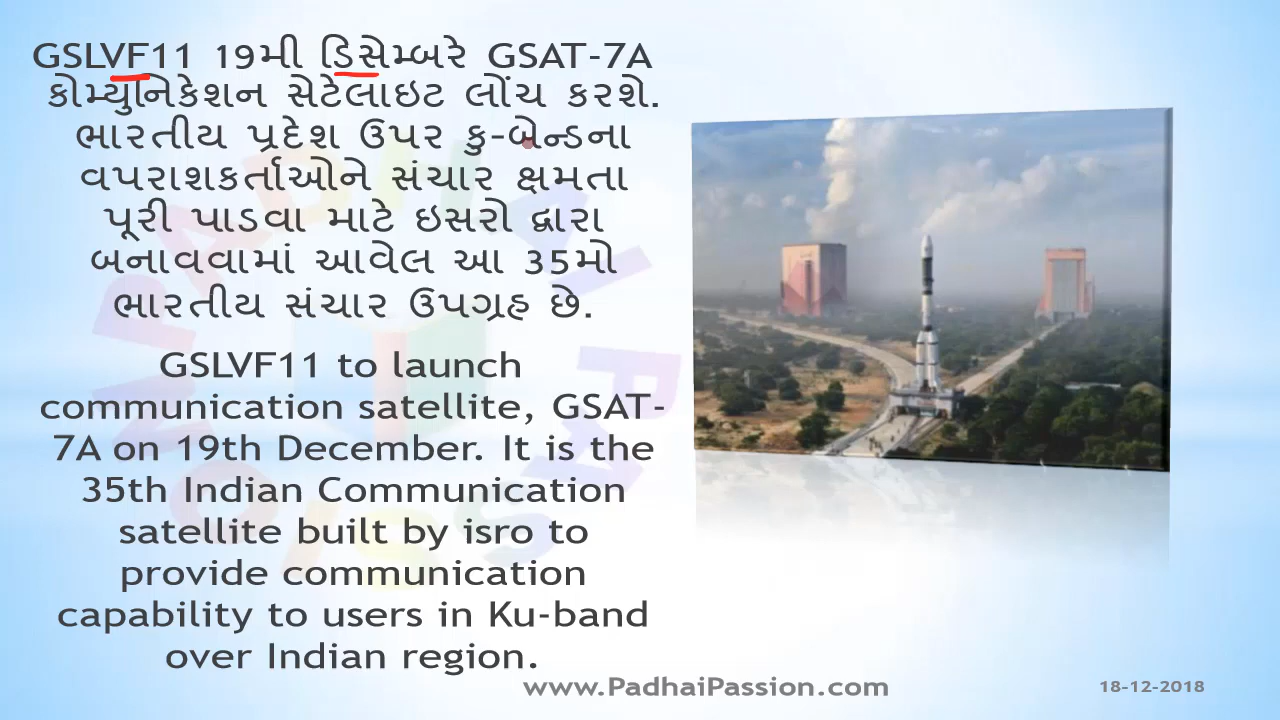 GSLVF11 19મી ડિસેમ્બરે GSAT-7A
કોમ્યુનિકેશન સેટેલાઇટ લોંચ કરશે.
ભારતીય પ્રદેશ ઉપર કુ-બેન્ડના
વપરાશકર્તાઓને સંચાર ક્ષમતા
પૂરી પાડવા માટે ઇસરો દ્વારા
બનાવવામાં આવેલ આ 35મો
ભારતીય સંચાર ઉપગ્રહ છે.
GSLVF11 to launch
communication satellite, GSAT-
7A on 19th December. It is the
35th Indian Communication
satellite built by isro to
provide communication
capability to users in Ku-band
over Indian region.
www.PadhaiPassion.com
18-12-2018